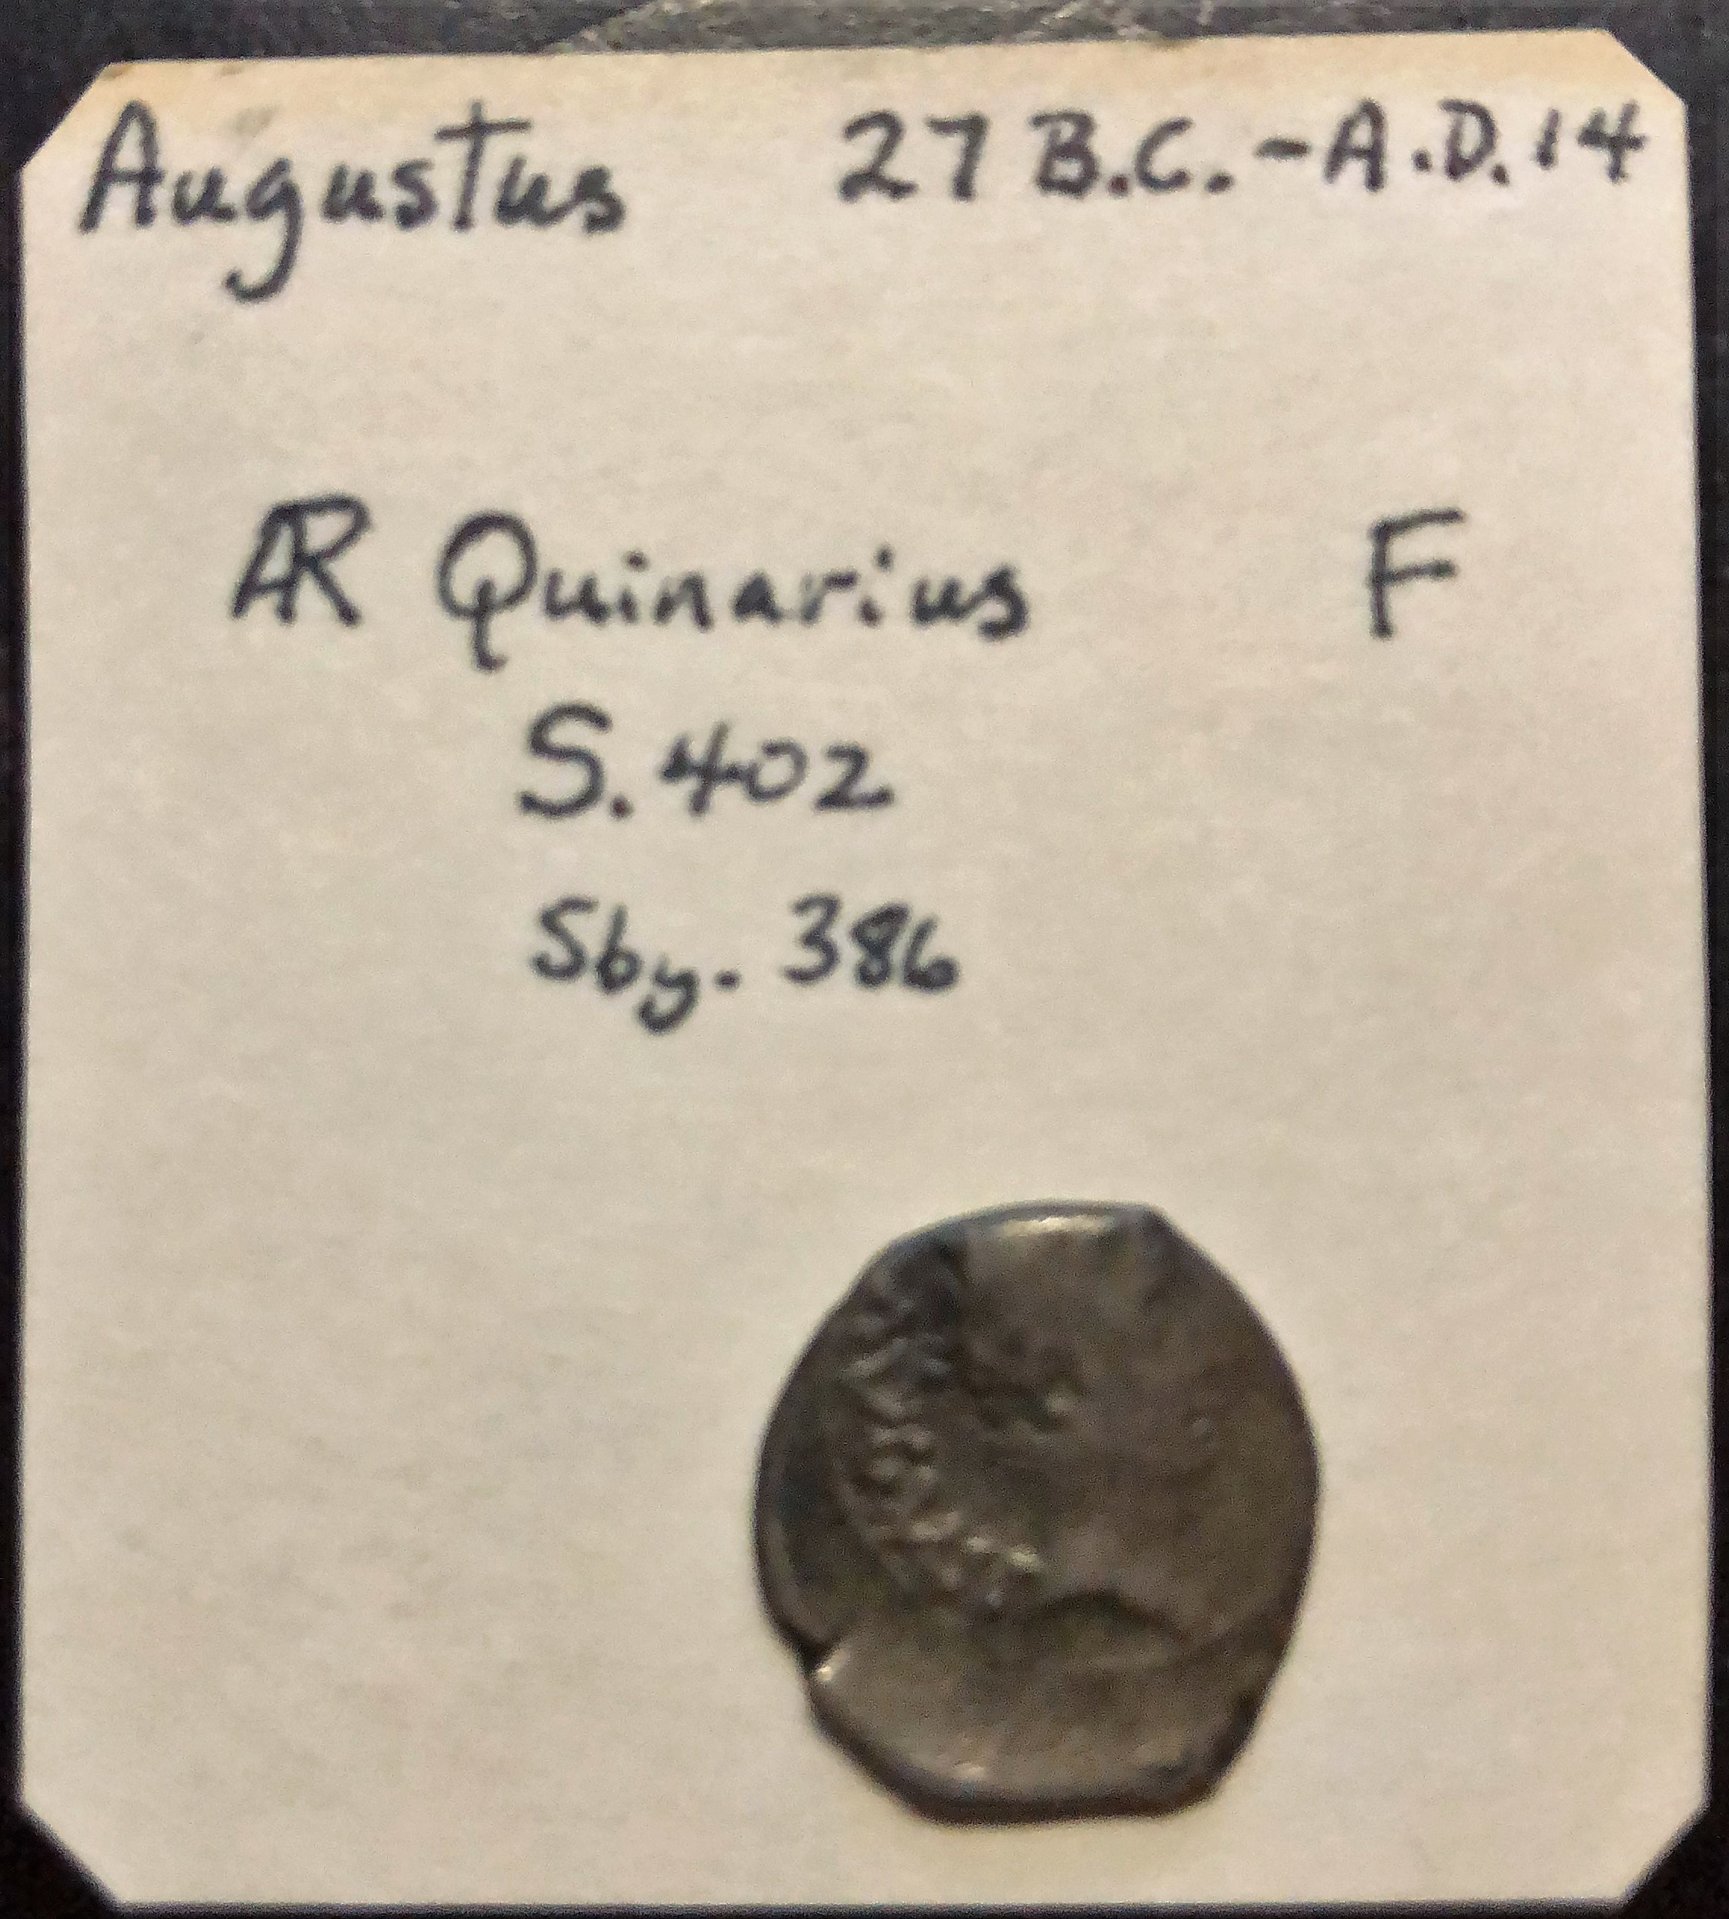 Augustus 27 B.C. - A.D. 14
AR Quinarius F
S. 402
Sby. 386